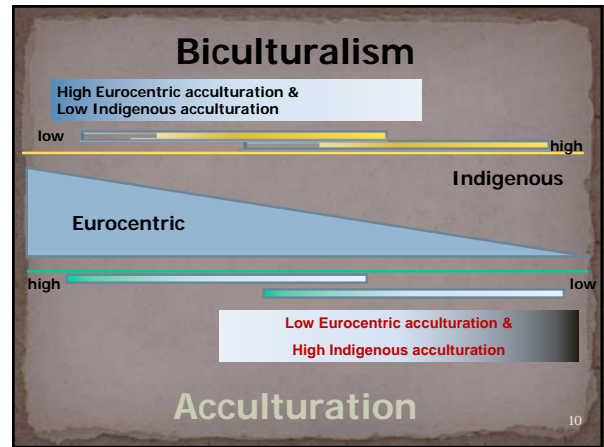 Biculturalism
High Eurocentric acculturation &
Low Indigenous acculturation
low
high
Indigenous
Eurocentric
high
low
Low Eurocentric acculturation &
High Indigenous acculturation
Acculturation
10